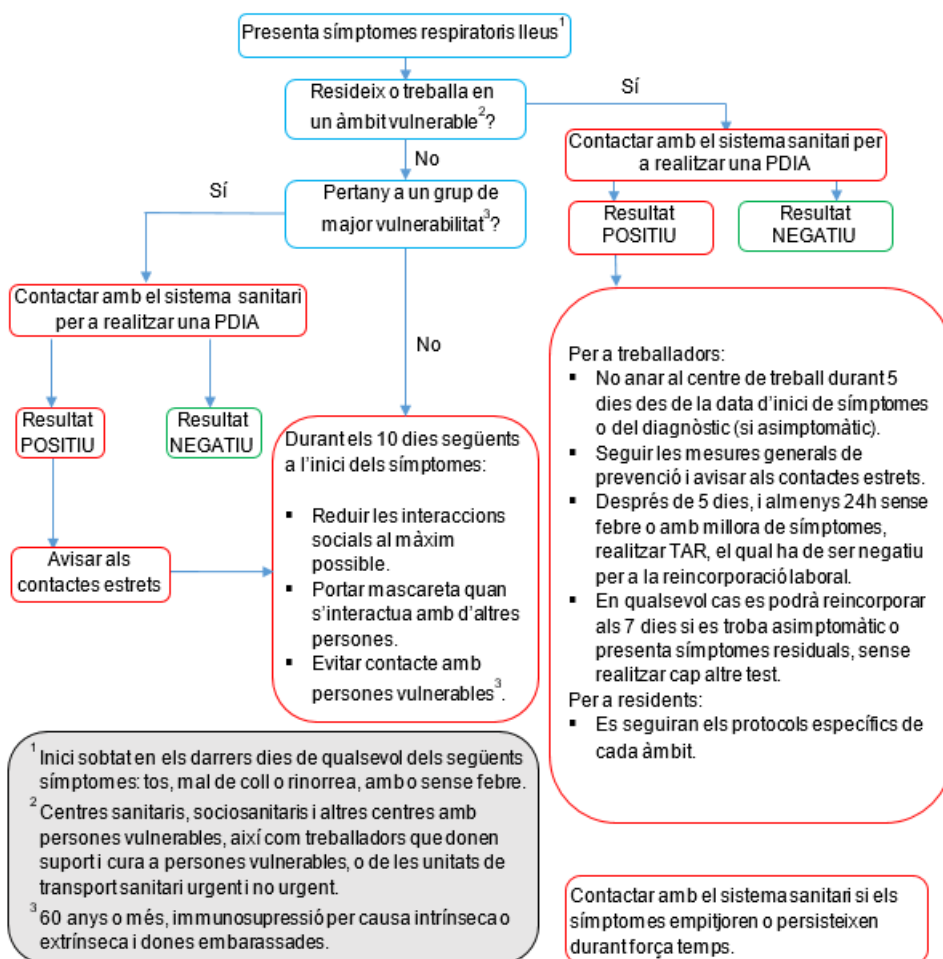 Presenta símptomes respiratoris lleus1
Resideix o treballa en
un àmbit vulnerable2?
Sí
No
Contactar amb el sistema sanitari per
a realitzar una PDIA
Sí
Pertany a un grup de
major vulnerabilitat3?
Resultat
POSITIU
Resultat
NEGATIU
Contactar amb el sistema sanitari
per a realitzar una PDIA
No
Resultat
POSITIU
Resultat
NEGATIU
Avisar als
contactes estrets
Durant els 10 dies següents
a l’inici dels símptomes:
▪ Reduir les interaccions
socials al màxim
possible.
▪ Portar mascareta quan
s’interactua amb d’altres
persones.
▪ Evitar contacte amb
persones vulnerables3.
Per a treballadors:
▪ No anar al centre de treball durant 5
dies des de la data d’inici de símptomes
o del diagnòstic (si asimptomàtic).
▪ Seguir les mesures generals de
prevenció i avisar als contactes estrets.
▪ Després de 5 dies, i almenys 24h sense
febre o amb millora de símptomes,
realitzar TAR, el qual ha de ser negatiu
per a la reincorporació laboral.
▪ En qualsevol cas es podrà reincorporar
als 7 dies si es troba asimptomàtic o
presenta símptomes residuals, sense
realitzar cap altre test.
Per a residents:
▪ Es seguiran els protocols específics de
cada àmbit.
1 Inici sobtat en els darrers dies de qualsevol dels següents
símptomes: tos, mal de coll o rinorrea, amb o sense febre.
2 Centres sanitaris, sociosanitaris i altres centres amb
persones vulnerables, així com treballadors que donen
suport i cura a persones vulnerables, o de les unitats de
transport sanitari urgent i no urgent.
3 60 anys o més, immunosupressió per causa intrínseca o
extrínseca i dones embarassades.
Contactar amb el sistema sanitari si els
símptomes empitjoren o persisteixen
durant força temps.